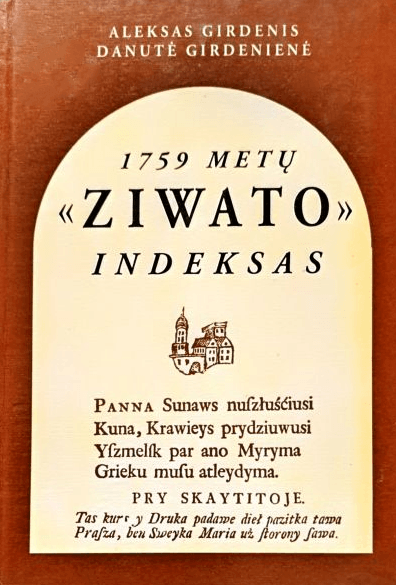 ALEKSAS GIRDENIS
DANUTĖ GIRDENIENĖ
1759 METŲ
«ZIWATO»
INDEKSAS
PANNA Sunaws nuſzłuśćiusi
Kuna, Krawieys prydziuwusi
Yſzmelſk par ano Myryma
Grieku muſu atleydyma.
PRY SKAYTITOJE.
Tas kurs y Druka padawe dieł pazitka tawa
Praſza, ben Sweyka Maria uż ſtorony ſawa.